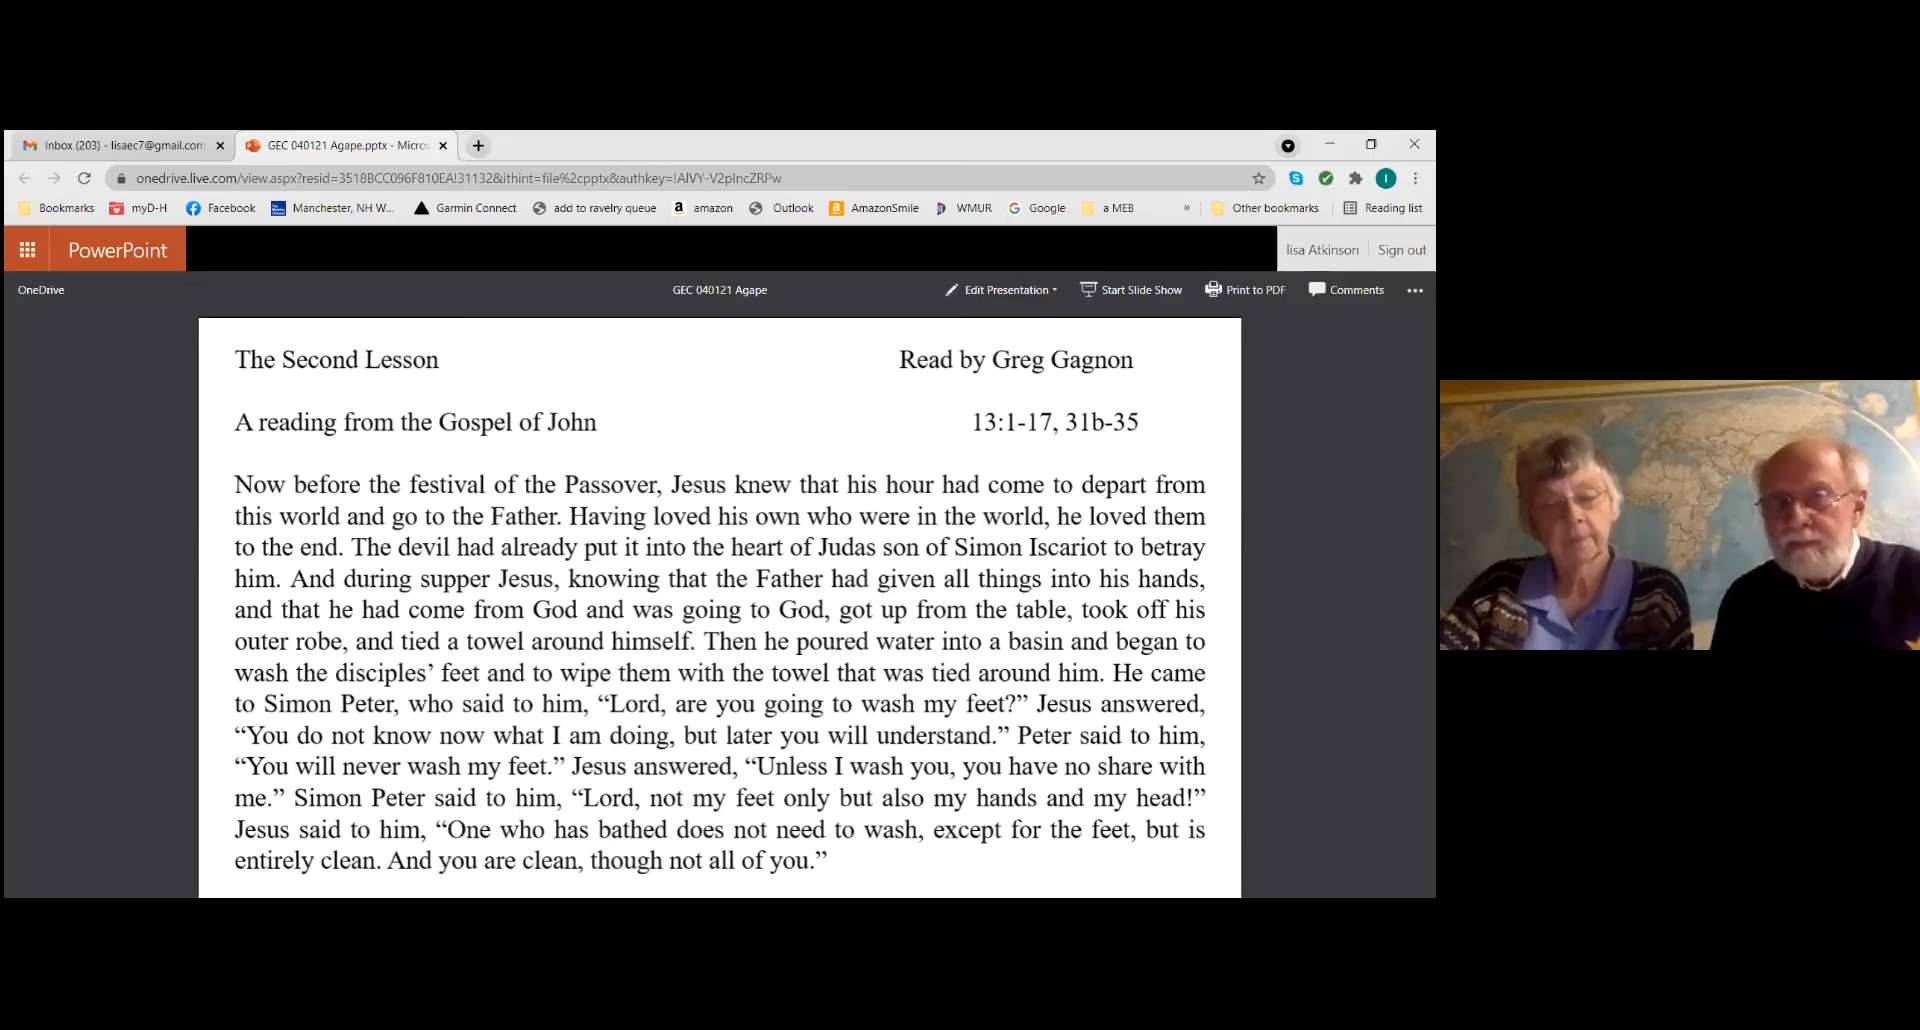 Inbox (203) - lisaec7@gmail.com
GEC 040121 Agape.pptx - Micros
onedrive.live.com/view.aspx?resid=3518BCC096F810EA!31132&ithint=file%2cpptx&authkey=!AlVY-V2pIncZRPw
Bookmarks myD-H Facebook Manchester, NH W... Garmin Connect add to ravelry queue amazon Outlook AmazonSmile WMUR Google a MEB » Other bookmarks Reading list
PowerPoint lisa Atkinson Sign out
OneDrive GEC 040121 Agape Edit Presentation Start Slide Show Print to PDF Comments ...
The Second Lesson Read by Greg Gagnon
A reading from the Gospel of John 13:1-17, 31b-35
Now before the festival of the Passover, Jesus knew that his hour had come to depart from
this world and go to the Father. Having loved his own who were in the world, he loved them
to the end. The devil had already put it into the heart of Judas son of Simon Iscariot to betray
him. And during supper Jesus, knowing that the Father had given all things into his hands,
and that he had come from God and was going to God, got up from the table, took off his
outer robe, and tied a towel around himself. Then he poured water into a basin and began to
wash the disciples’ feet and to wipe them with the towel that was tied around him. He came
to Simon Peter, who said to him, “Lord, are you going to wash my feet?” Jesus answered,
“You do not know now what I am doing, but later you will understand.” Peter said to him,
“You will never wash my feet.” Jesus answered, “Unless I wash you, you have no share with
me.” Simon Peter said to him, “Lord, not my feet only but also my hands and my head!”
Jesus said to him, “One who has bathed does not need to wash, except for the feet, but is
entirely clean. And you are clean, though not all of you.”